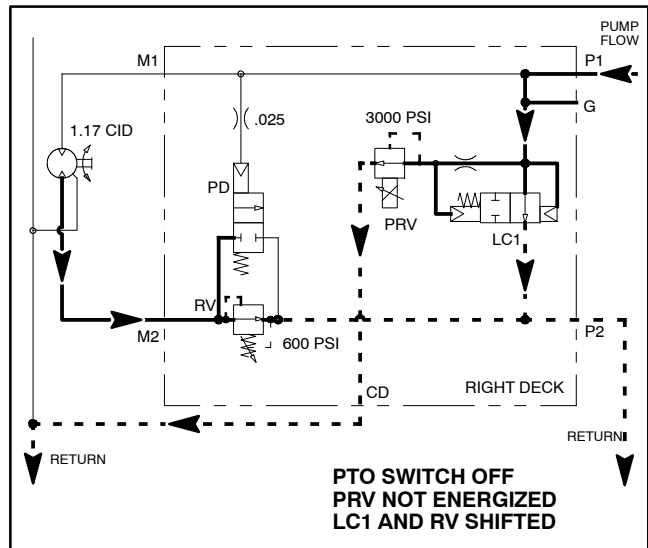 PUMP
FLOW
M1
P1
G
1.17 CID
.025
3000 PSI
PD
PRV
LC1
RV
M2
600 PSI
P2
CD
RIGHT DECK
RETURN
RETURN
PTO SWITCH OFF
PRV NOT ENERGIZED
LC1 AND RV SHIFTED